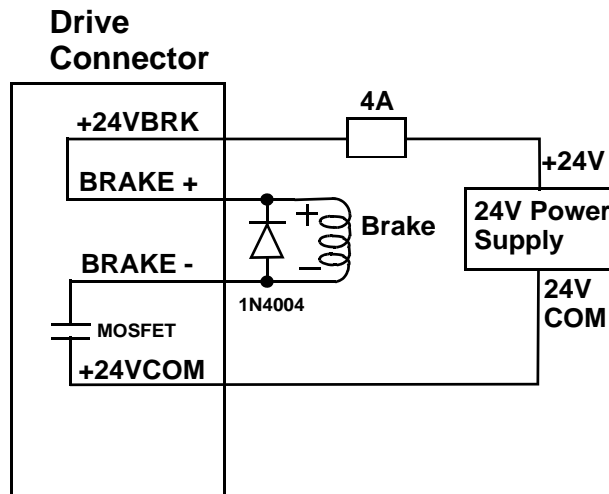 Drive
Connector
+24VBRK
4A
+24V
BRAKE +
+
Brake
24V Power
Supply
BRAKE -
–
1N4004
24V
COM
MOSFET
+24VCOM